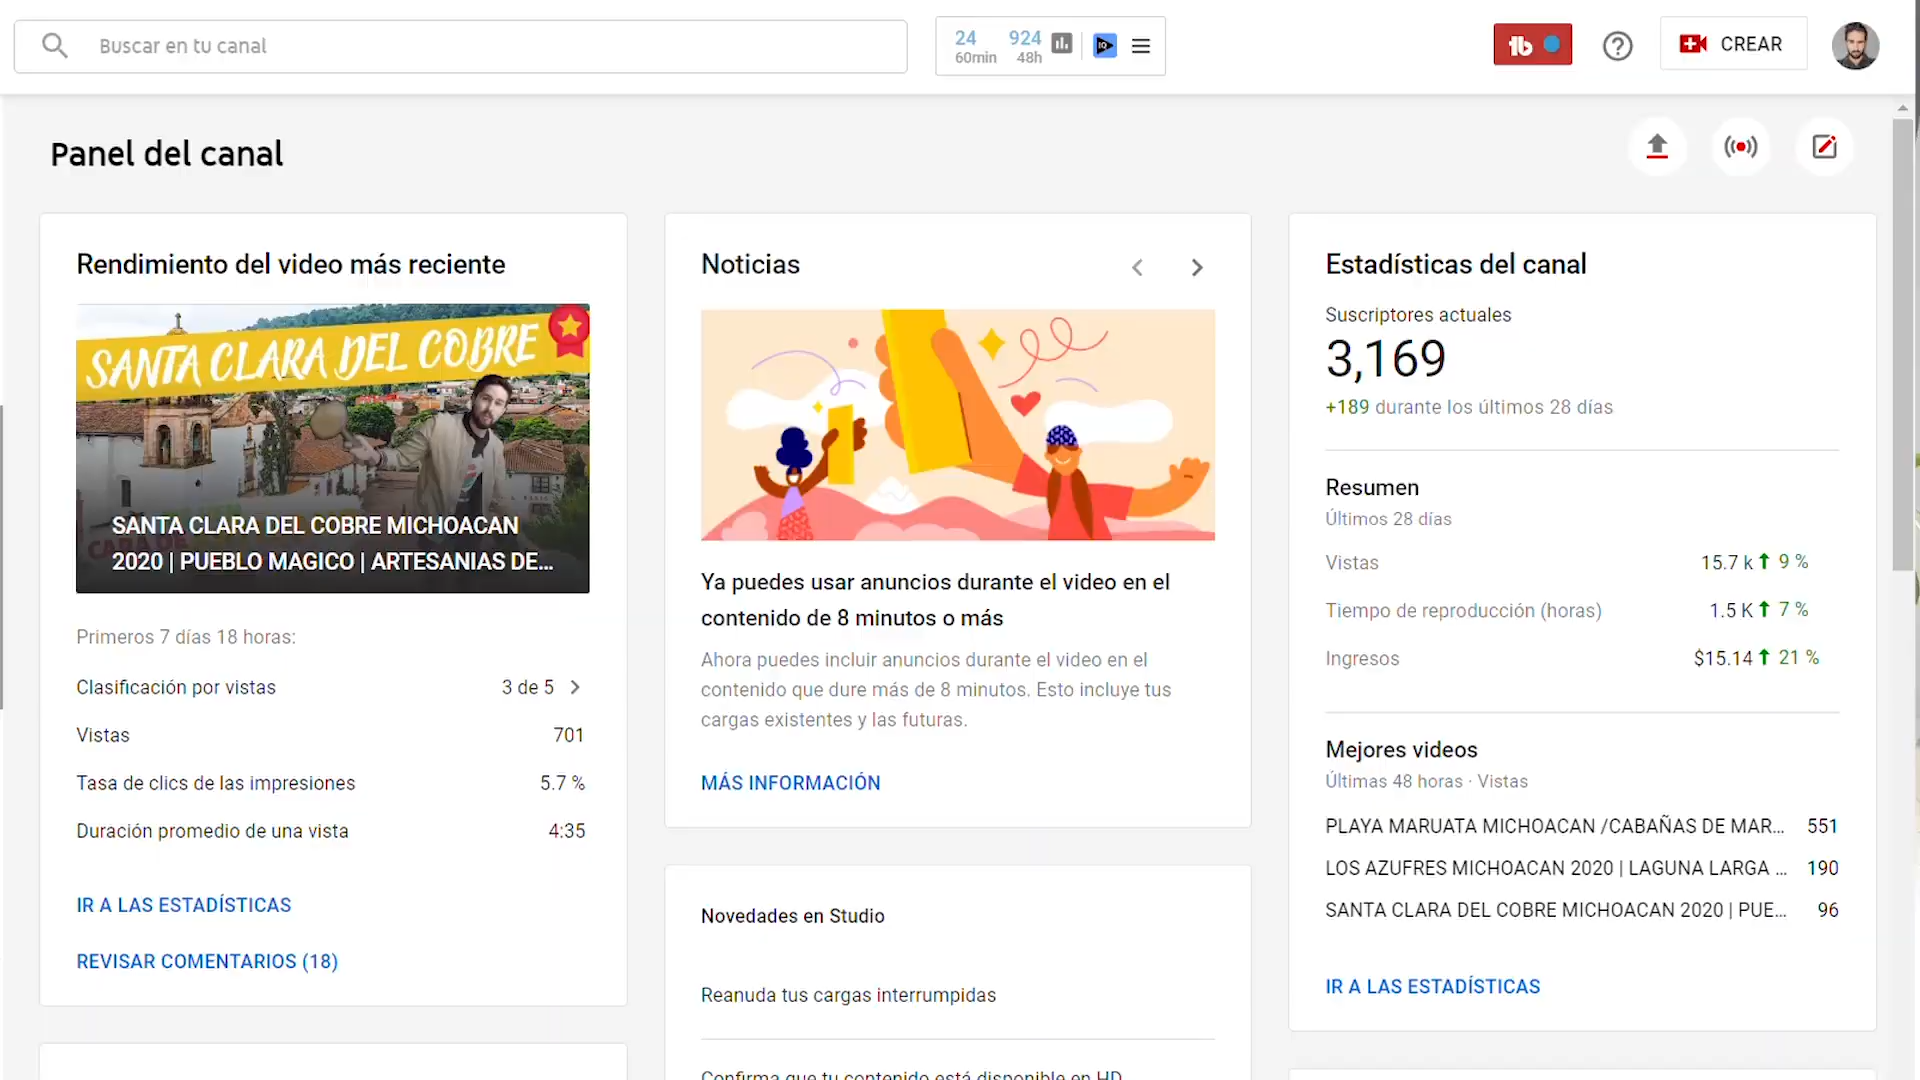 Buscar en tu canal
24
60min
924
48h
CREAR
Panel del canal
Rendimiento del video más reciente
SANTA CLARA DEL COBRE
SANTA CLARA DEL COBRE MICHOACAN
2020 | PUEBLO MAGICO | ARTESANIAS DE...
Primeros 7 días 18 horas:
Clasificación por vistas 3 de 5
Vistas 701
Tasa de clics de las impresiones 5.7 %
Duración promedio de una vista 4:35
IR A LAS ESTADÍSTICAS
REVISAR COMENTARIOS (18)
Noticias
Ya puedes usar anuncios durante el video en el
contenido de 8 minutos o más
Ahora puedes incluir anuncios durante el video en el
contenido que dure más de 8 minutos. Esto incluye tus
cargas existentes y las futuras.
MÁS INFORMACIÓN
Novedades en Studio
Reanuda tus cargas interrumpidas
Confirma que tu contenido está disponible en HD
Estadísticas del canal
Suscriptores actuales
3,169
+189 durante los últimos 28 días
Resumen
Últimos 28 días
Vistas 15.7 k 9 %
Tiempo de reproducción (horas) 1.5 K 7 %
Ingresos $15.14 21 %
Mejores videos
Últimas 48 horas · Vistas
PLAYA MARUATA MICHOACAN /CABAÑAS DE MAR... 551
LOS AZUFRES MICHOACAN 2020 | LAGUNA LARGA ... 190
SANTA CLARA DEL COBRE MICHOACAN 2020 | PUE... 96
IR A LAS ESTADÍSTICAS